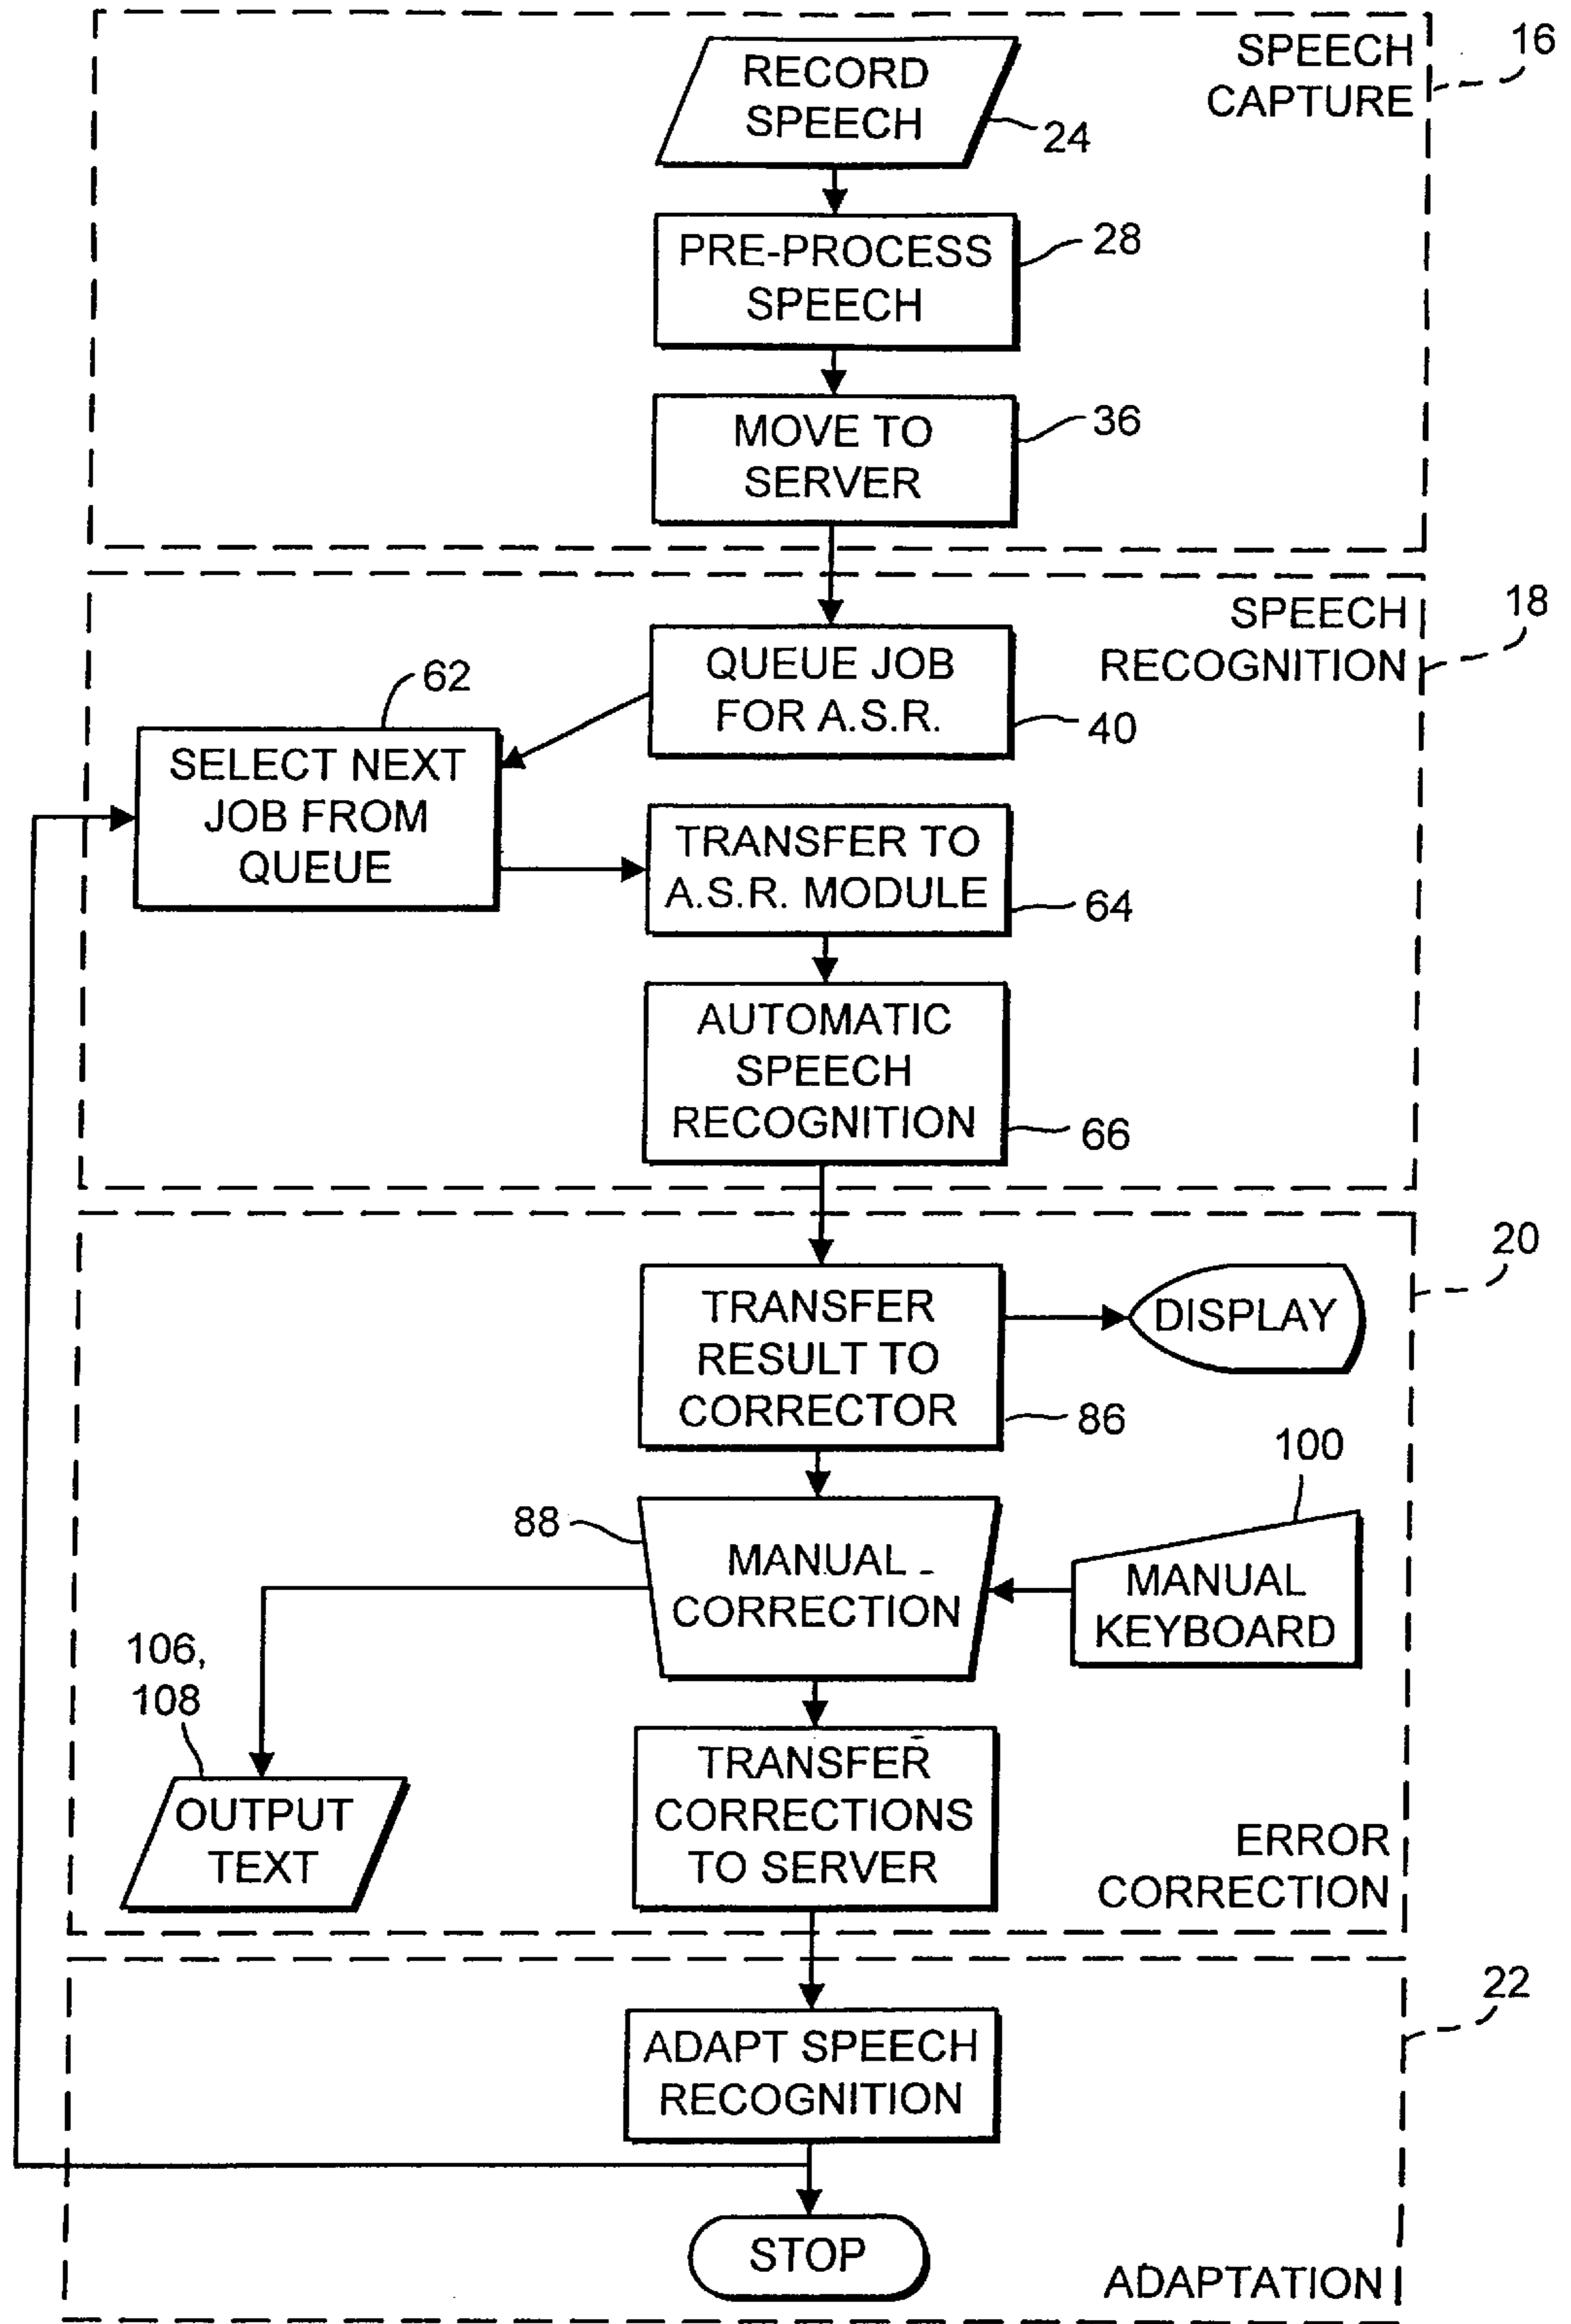 SPEECH
CAPTURE
16
RECORD
SPEECH
24
PRE-PROCESS
SPEECH
28
MOVE TO
SERVER
36
SPEECH
RECOGNITION
18
QUEUE JOB
FOR A.S.R.
40
62
SELECT NEXT
JOB FROM
QUEUE
TRANSFER TO
A.S.R. MODULE
64
AUTOMATIC
SPEECH
RECOGNITION
66
20
TRANSFER
RESULT TO
CORRECTOR
86
DISPLAY
100
88
MANUAL
CORRECTION
MANUAL
KEYBOARD
106,
108
OUTPUT
TEXT
TRANSFER
CORRECTIONS
TO SERVER
ERROR
CORRECTION
22
ADAPT SPEECH
RECOGNITION
STOP
ADAPTATION